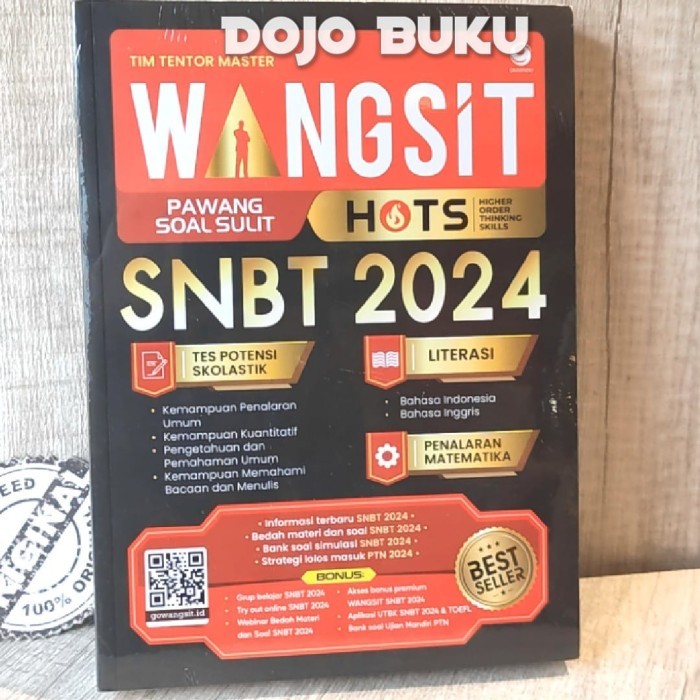 DOJO BUKU
TIM TENTOR MASTER
WANGSIT
PAWANG
SOAL SULIT
HOTS
HIGHER
ORDER
THINKING
SKILLS
SNBT 2024
TES POTENSI
SKOLASTIK
• Kemampuan Penalaran
Umum
• Kemampuan Kuantitatif
• Pengetahuan dan
Pemahaman Umum
• Kemampuan Memahami
Bacaan dan Menulis
LITERASI
• Bahasa Indonesia
• Bahasa Inggris
PENALARAN
MATEMATIKA
• Informasi terbaru SNBT 2024 •
• Bedah materi dan soal SNBT 2024 •
• Bank soal simulasi SNBT 2024 •
• Strategi lolos masuk PTN 2024 •
BONUS:
• Grup belajar SNBT 2024
• Try out online SNBT 2024
• Webinar Bedah Materi
dan Soal SNBT 2024
• Akses bonus premium
WANGSIT SNBT 2024
• Aplikasi UTBK SNBT 2024 & TOEFL
• Bank soal Ujian Mandiri PTN
gowangsit.id
BEST
SELLER
100%